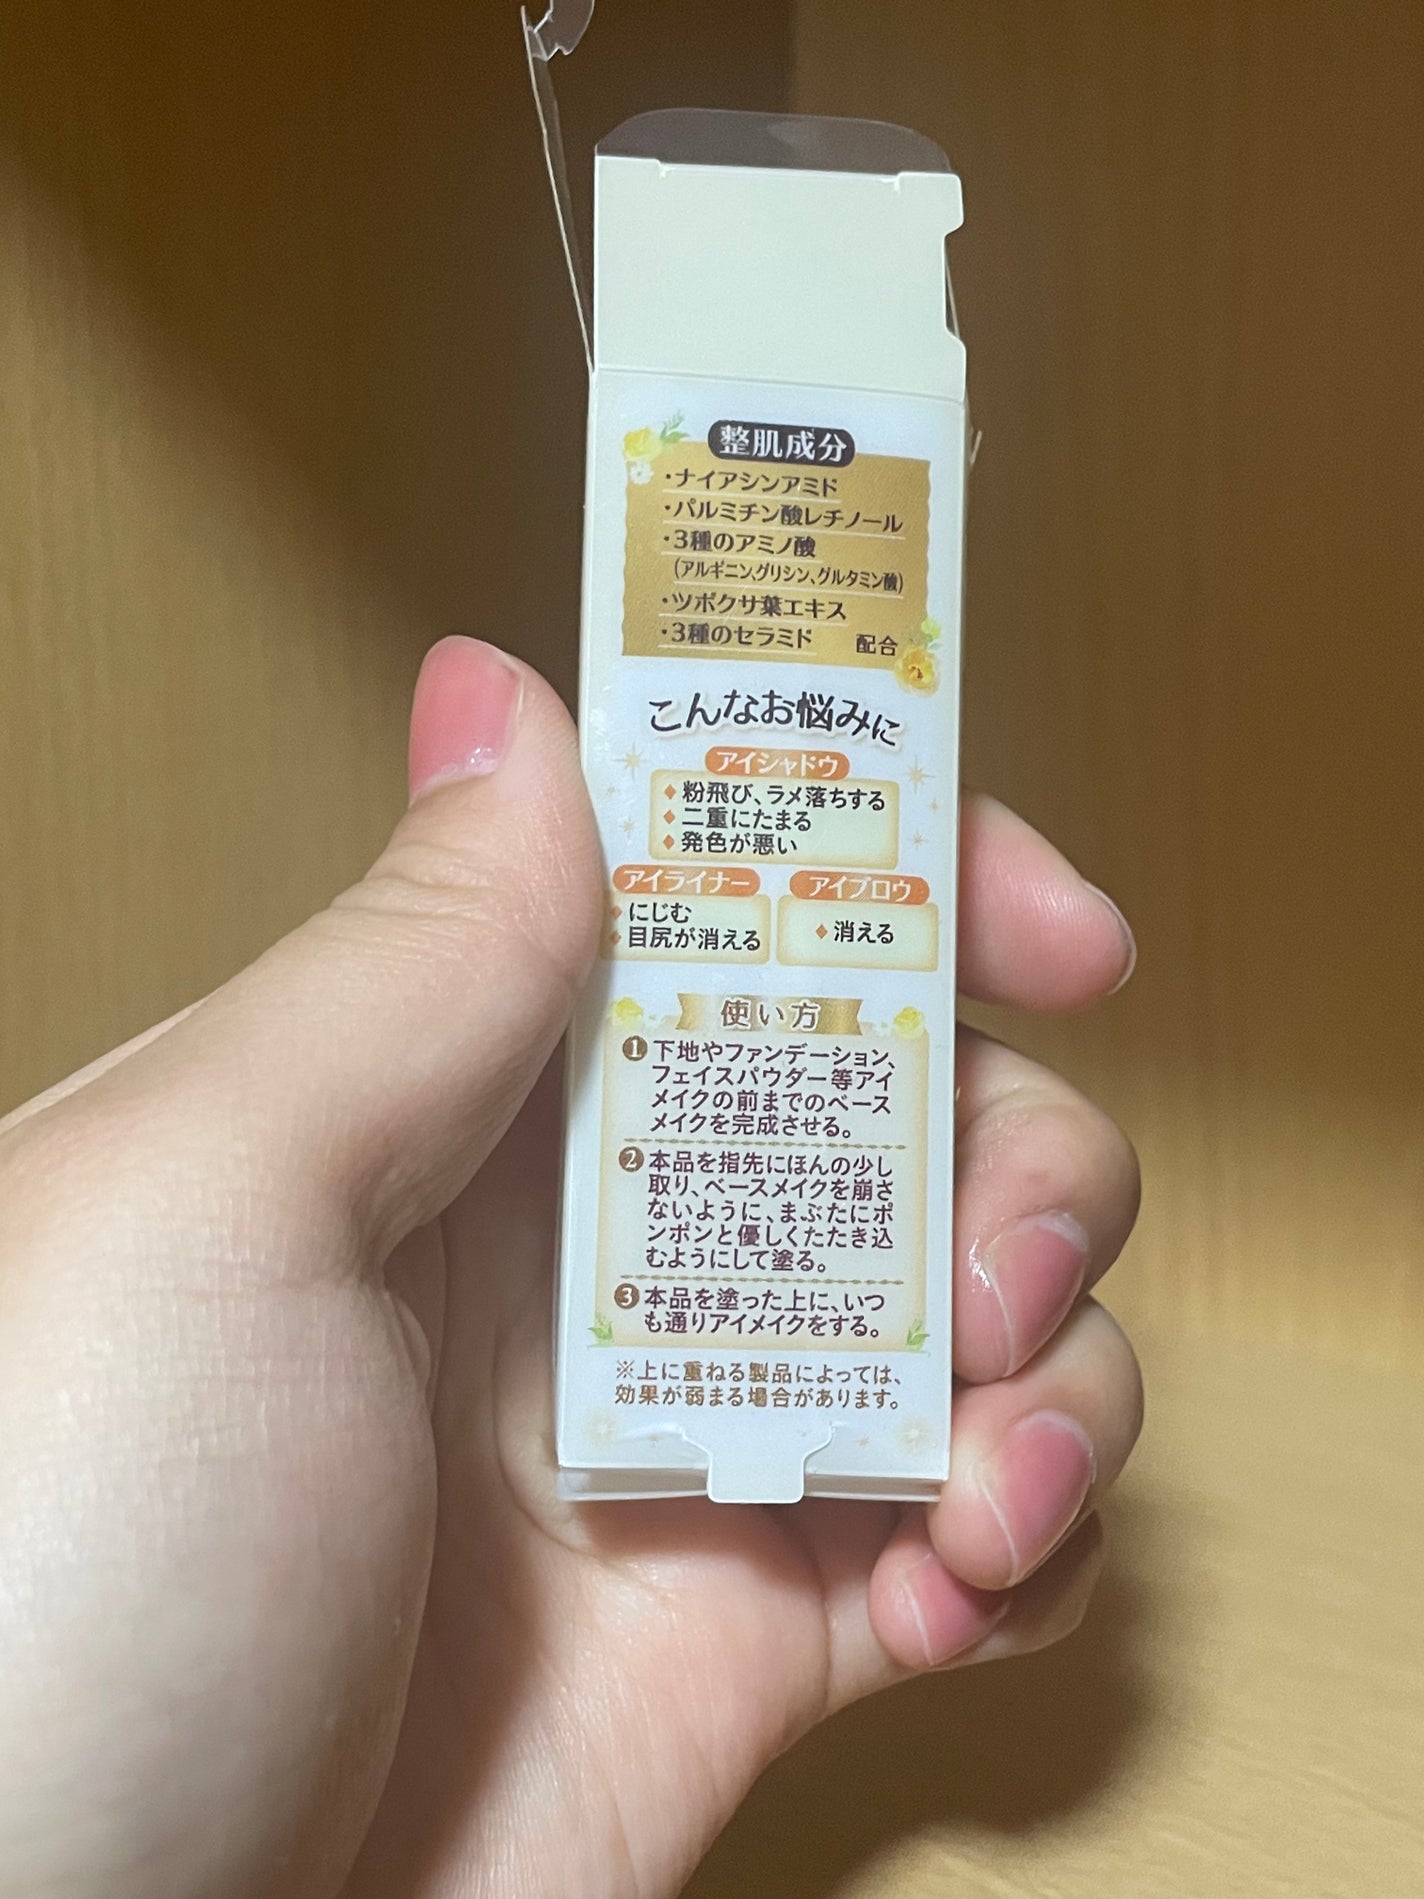 整肌成分
・ナイアシンアミド
・パルミチン酸レチノール
・3種のアミノ酸
(アルギニン、グリシン、グルタミン酸)
・ツボクサ葉エキス
・3種のセラミド 配合
こんなお悩みに
アイシャドウ
◆粉飛び、ラメ落ちする
◆二重にたまる
◆発色が悪い
アイライナー
◆にじむ
◆目尻が消える
アイブロウ
◆消える
使い方
❶下地やファンデーション、
フェイスパウダー等アイ
メイクの前までのベース
メイクを完成させる。
❷本品を指先にほんの少し
取り、ベースメイクを崩さ
ないように、まぶたにポ
ンポンと優しくたたき込
むようにして塗る。
❸本品を塗った上に、いつ
も通りアイメイクをする。
※上に重ねる製品によっては、
効果が弱まる場合があります。